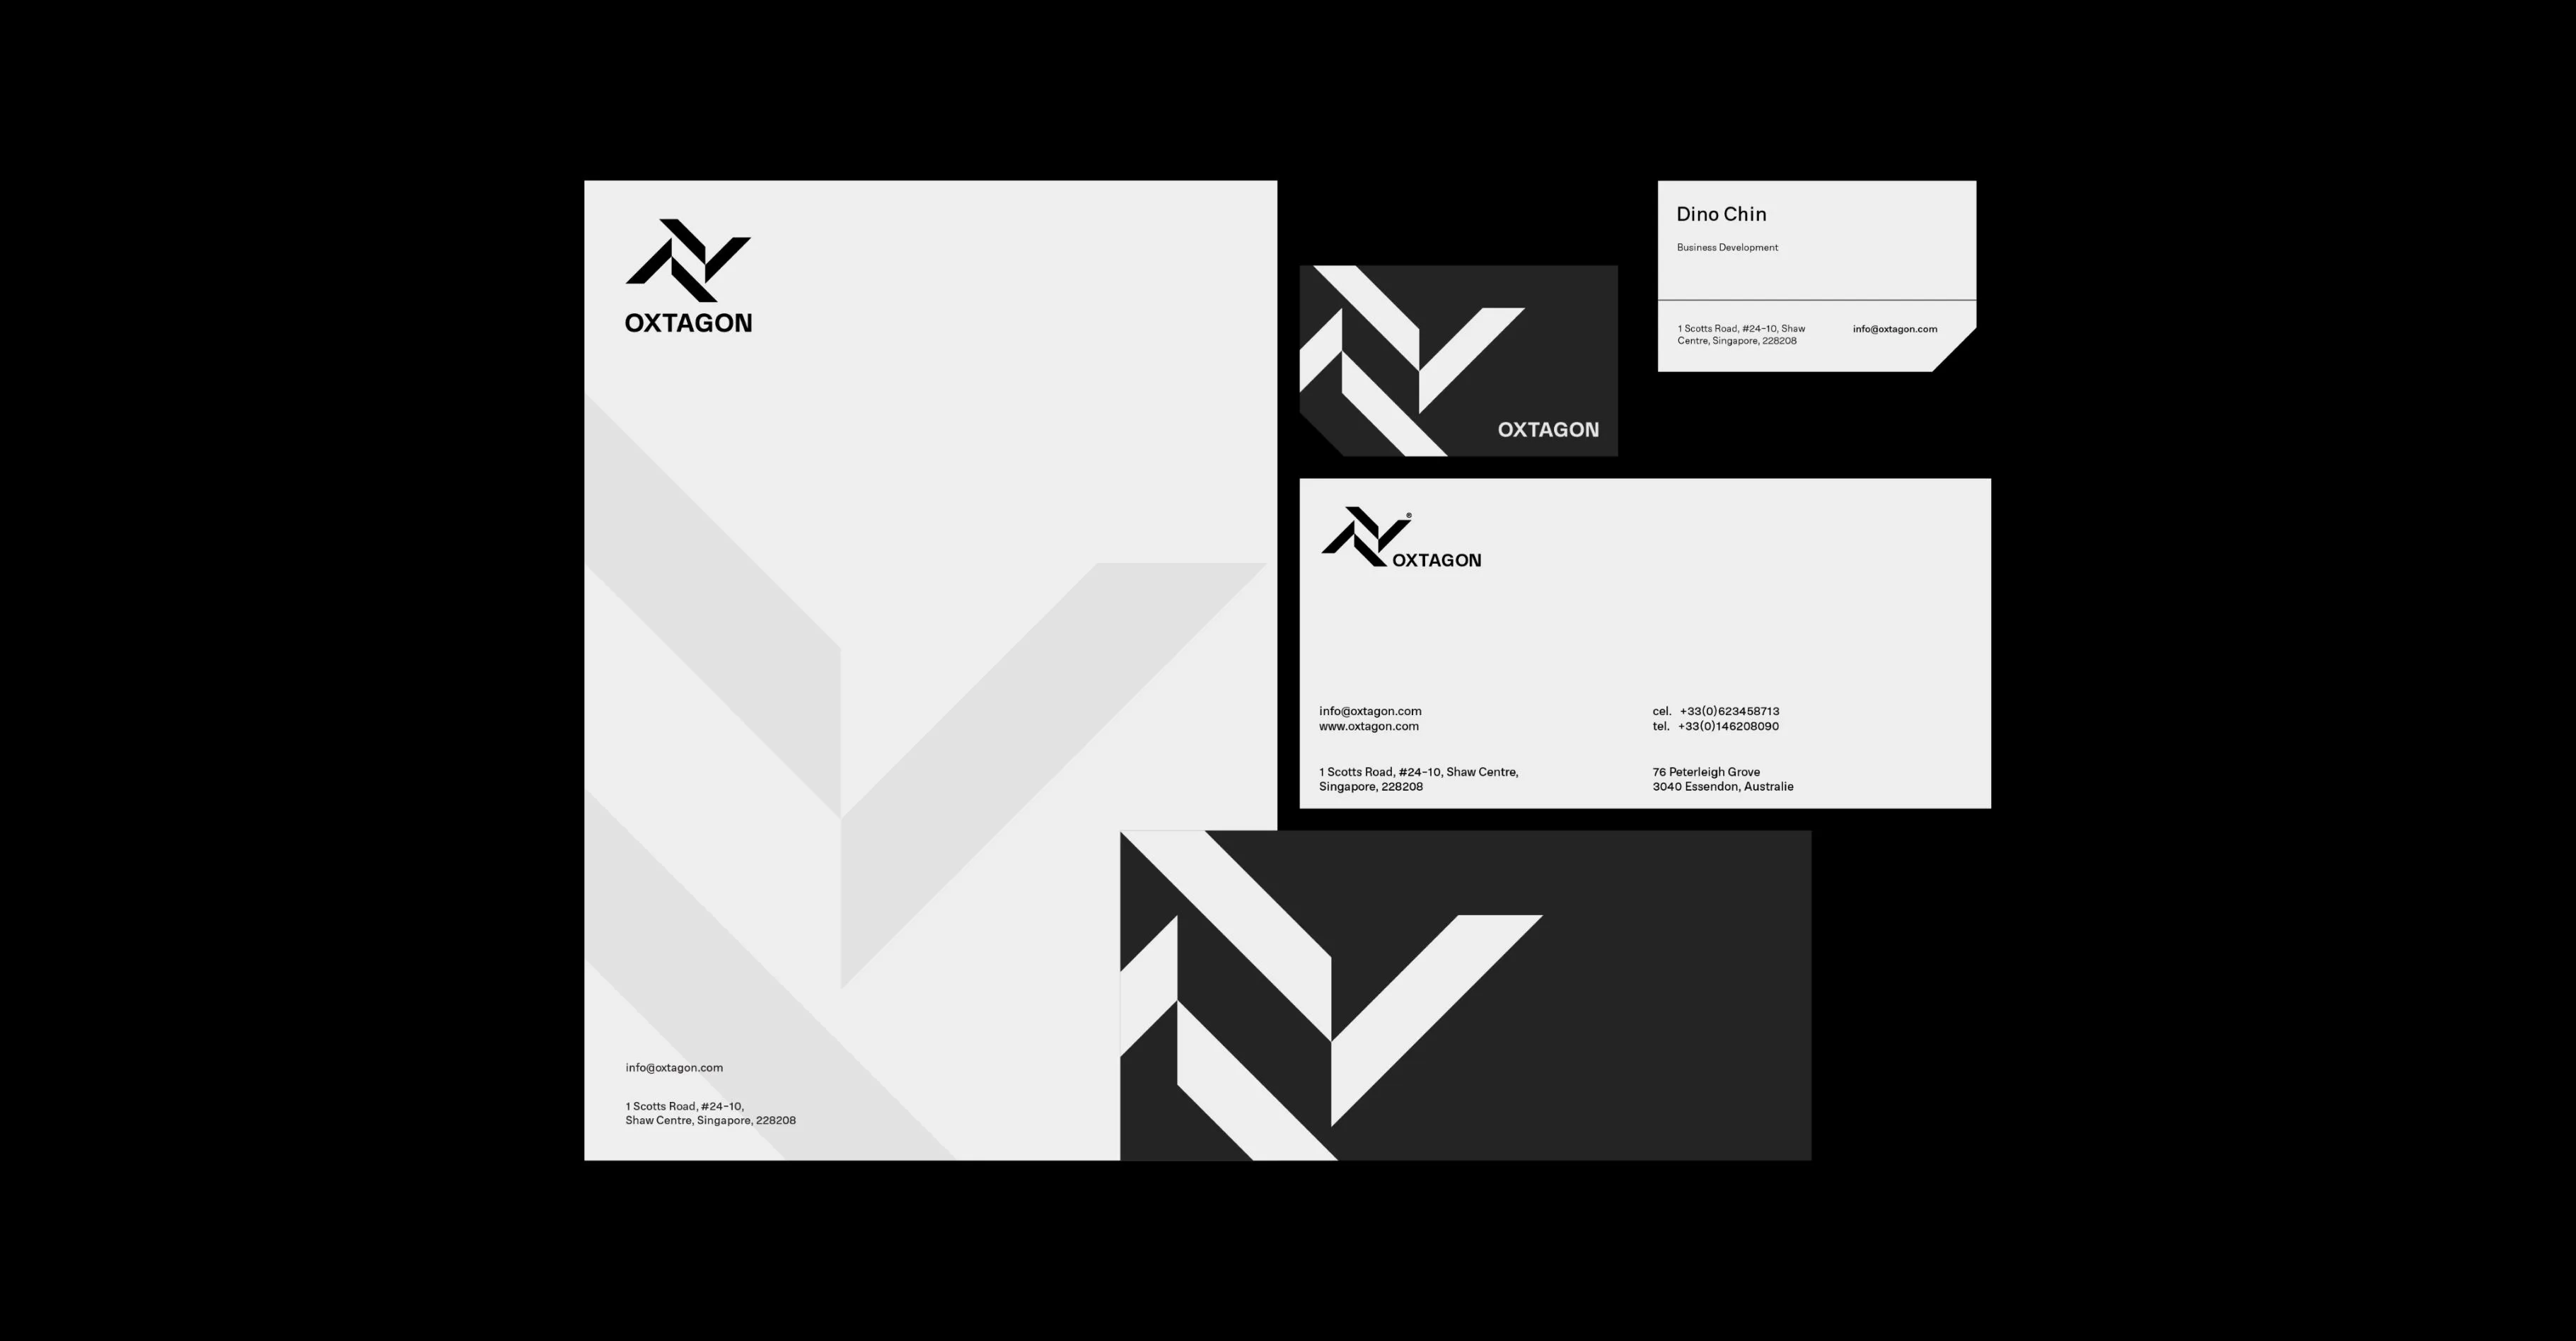 OXTAGON
info@oxtagon.com
1 Scotts Road, #24-10,
Shaw Centre, Singapore, 228208
OXTAGON
Dino Chin
Business Development
1 Scotts Road, #24-10, Shaw
Centre, Singapore, 228208
info@oxtagon.com
®
OXTAGON
info@oxtagon.com
www.oxtagon.com
cel. +33(0)623458713
tel. +33(0)146208090
1 Scotts Road, #24-10, Shaw Centre,
Singapore, 228208
76 Peterleigh Grove
3040 Essendon, Australie